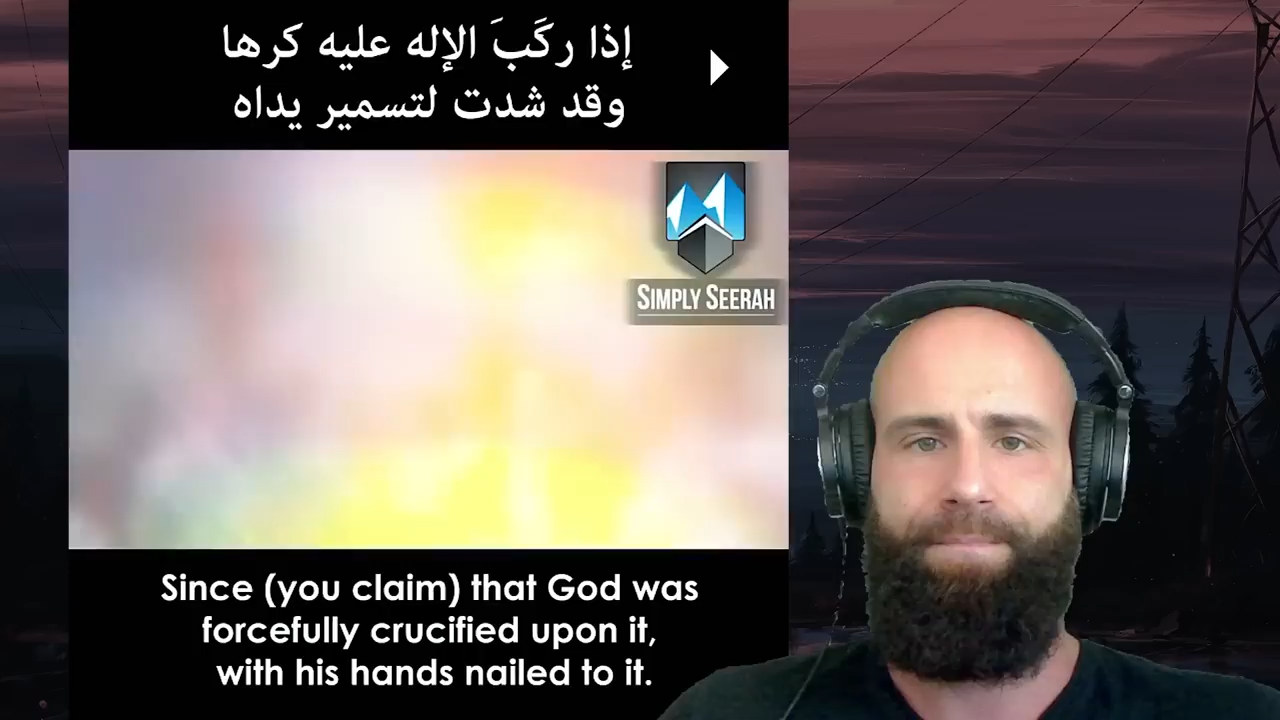 إذا ركَبَ الإله عليه كرها
وقد شدت لتسمير يداه
SIMPLY SEERAH
Since (you claim) that God was
forcefully crucified upon it,
with his hands nailed to it.